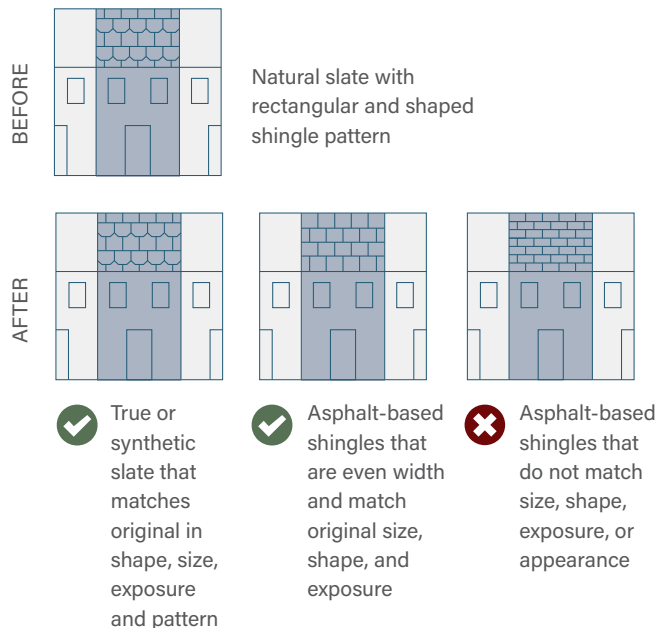 BEFORE
Natural slate with
rectangular and shaped
shingle pattern
AFTER
True or
synthetic
slate that
matches
original in
shape, size,
exposure
and pattern
Asphalt-based
shingles that
are even width
and match
original size,
shape, and
exposure
Asphalt-based
shingles that
do not match
size, shape,
exposure, or
appearance